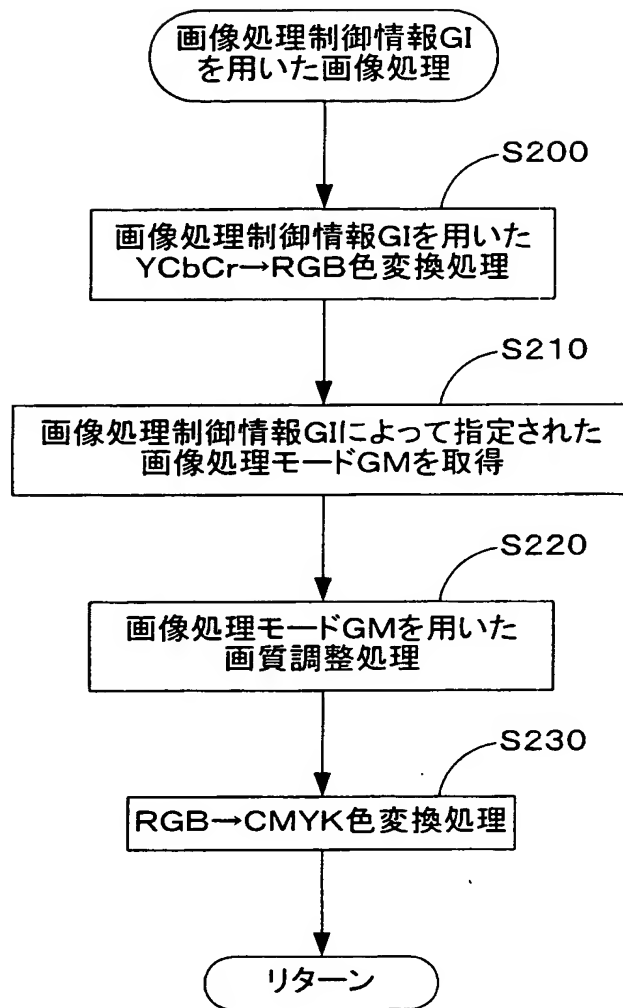 画像処理制御情報GI
を用いた画像処理
S200
画像処理制御情報GIを用いた
YCbCr→RGB色変換処理
S210
画像処理制御情報GIによって指定された
画像処理モードGMを取得
S220
画像処理モードGMを用いた
画質調整処理
S230
RGB→CMYK色変換処理
リターン